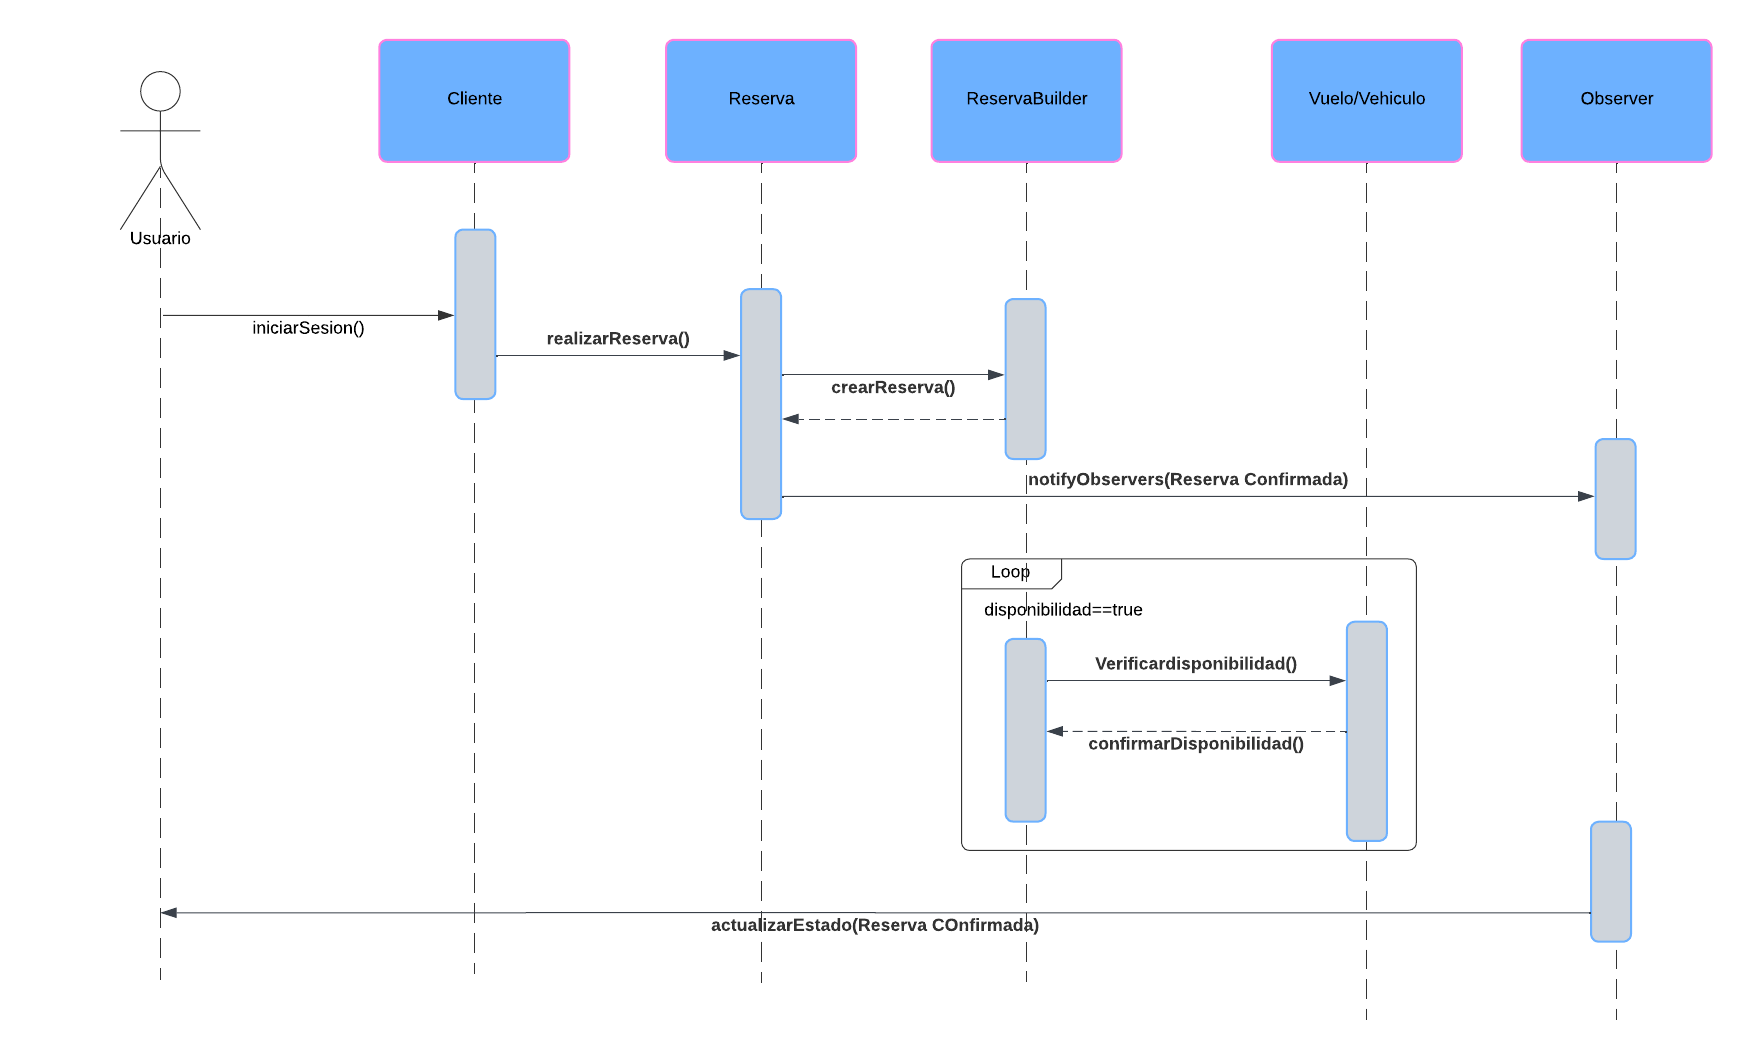 Cliente
Reserva
ReservaBuilder
Vuelo/Vehiculo
Observer
Usuario
iniciarSesion()
realizarReserva()
crearReserva()
notifyObservers(Reserva Confirmada)
Loop
disponibilidad==true
Verificardisponibilidad()
confirmarDisponibilidad()
actualizarEstado(Reserva COnfirmada)